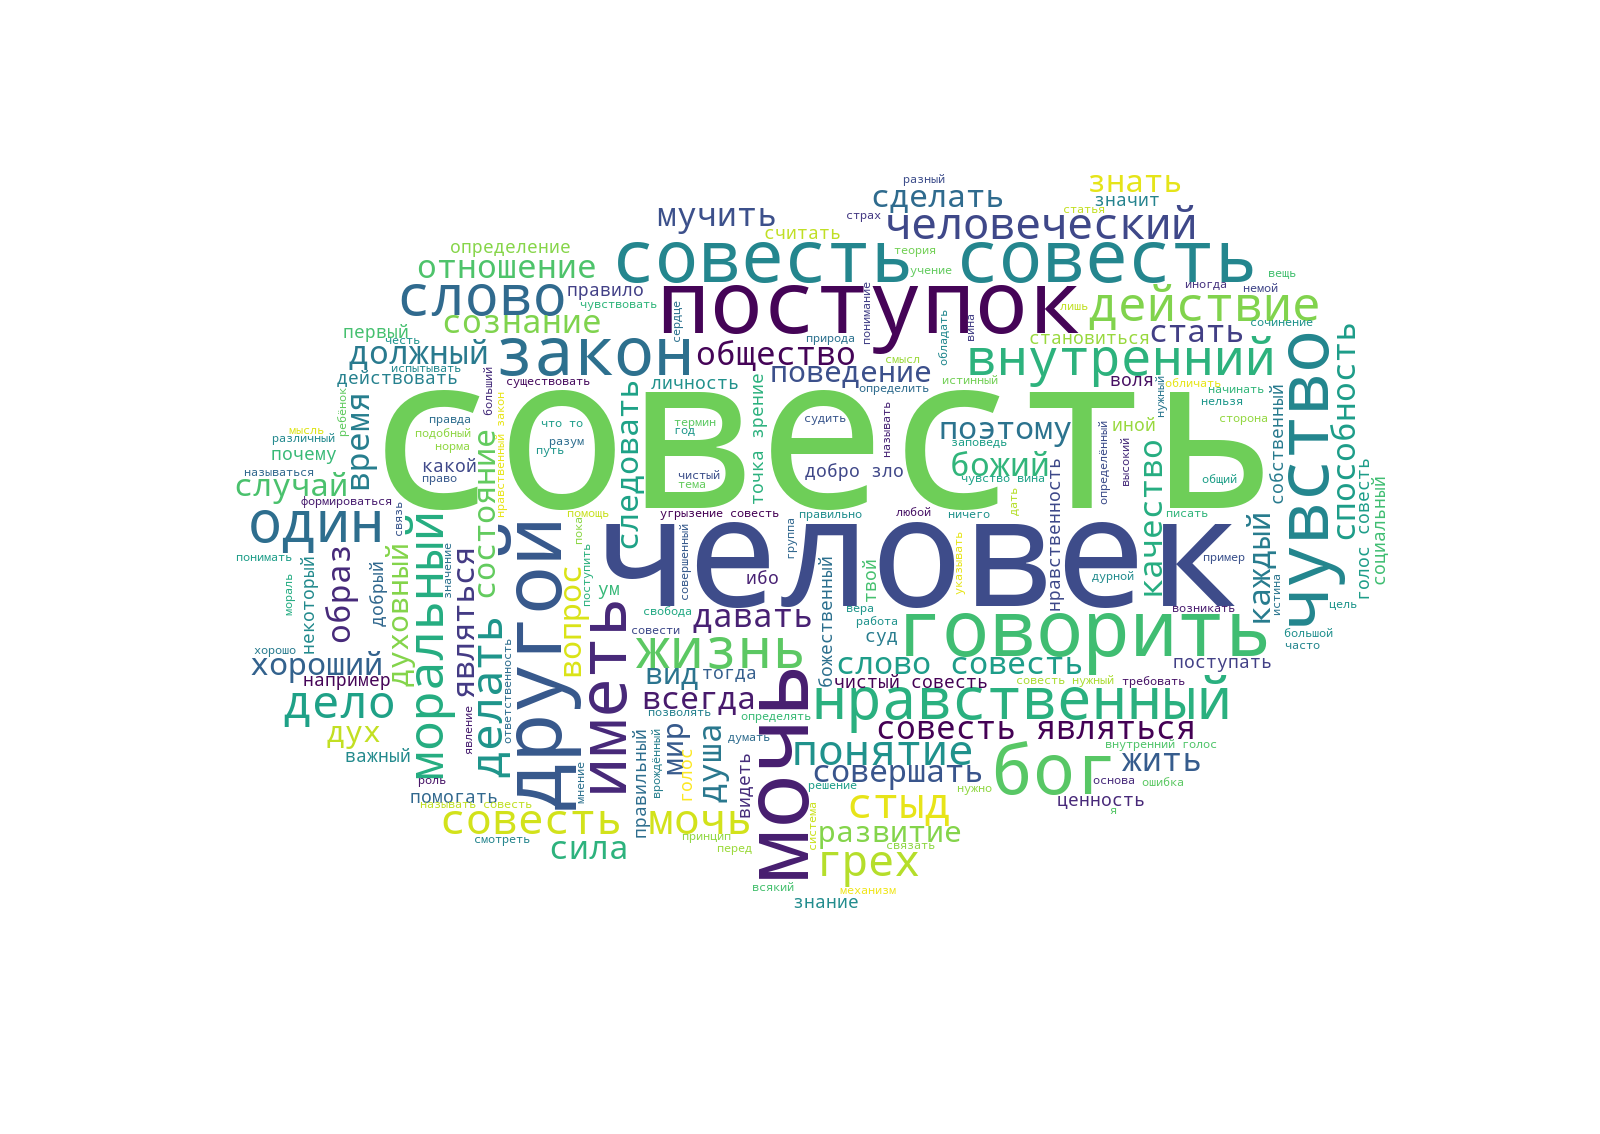 разный
знать
сделать
значит
мучить
страх
статья
человеческий
считать
определение
совесть совесть
теория
отношение
учение
вещь
слово
правило
поступок
иногда
немой
чувствовать
сердце
понимание
лишь
действие
сознание
обладать
вина
сочинение
первый
честь
закон
природа
становиться
стать
должный
общество
смысл
внутренний
чувство
способность
испытывать
действовать
больший
существовать
личность
поведение
определить
истинный
воля
нужный
обличать
начинать
нельзя
ребёнок
время
нравственный закон
следовать
точка зрение
совесть
собственный
сторона
мысль
различный
правда
подобный
что то
термин
год
судить
называть
поэтому
иной
почему
норма
разум
путь
заповедь
называться
какой
состояние
чистый
добро зло
божий
определённый
высокий
качество
случай
право
тема
чувство вина
общий
голос совесть
социальный
формироваться
связь
дать
один
моральный
другой
помощь
угрызение совесть
правильно
любой
ничего
нравственность
писать
каждый
пока
человек
понимать
образ
духовный
значение
совершенный
группа
пример
некоторый
добрый
являться
вопрос
поступить
ум
ибо
божественный
твой
указывать
дурной
истина
мораль
свобода
давать
вера
возникать
цель
хорошо
делать
иметь
совести
работа
говорить
большой
хороший
ответственность
жизнь
суд
часто
например
вид
тогда
мочь
слово совесть
поступать
дело
всегда
чистый совесть
совесть нужный
требовать
позволять
определять
нравственный
дух
явление
совесть являться
важный
правильный
врождённый
мир
душа
думать
понятие
внутренний голос
роль
мнение
голос
видеть
совершать
бог
жить
помогать
решение
нужно
основа
ошибка
называть совесть
стыд
ценность
я
совесть мочь
система
смотреть
принцип
развитие
сила
перед
связать
грех
всякий
механизм
знание